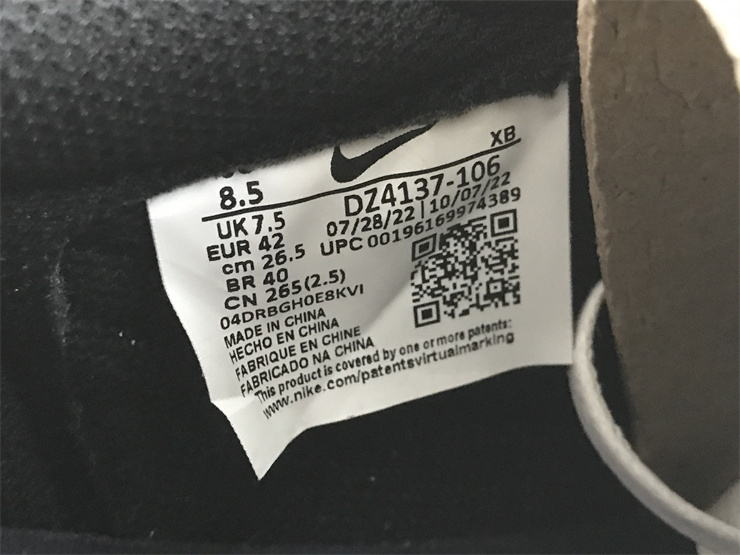 XB
8.5
DZ4137-106
UK 7.5
07/28/22 | 10/07/22
EUR 42
UPC 00196169974389
cm 26.5
BR 40
CN 265(2.5)
04DRBGH0E8KVI
MADE IN CHINA
HECHO EN CHINA
FABRIQUE EN CHINE
FABRICADO NA CHINA
This product is covered by one or more patents:
www.nike.com/patentsvirtualmarking